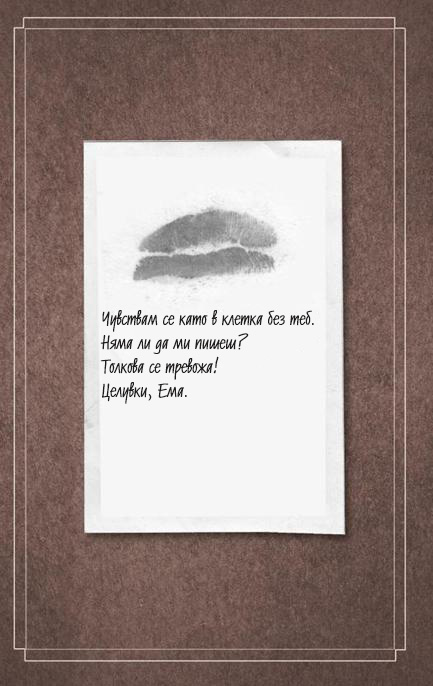 Чувствам се като в клетка без теб.
Няма ли да ми пишеш?
Толкова се тревожа!
Целувки, Ема.